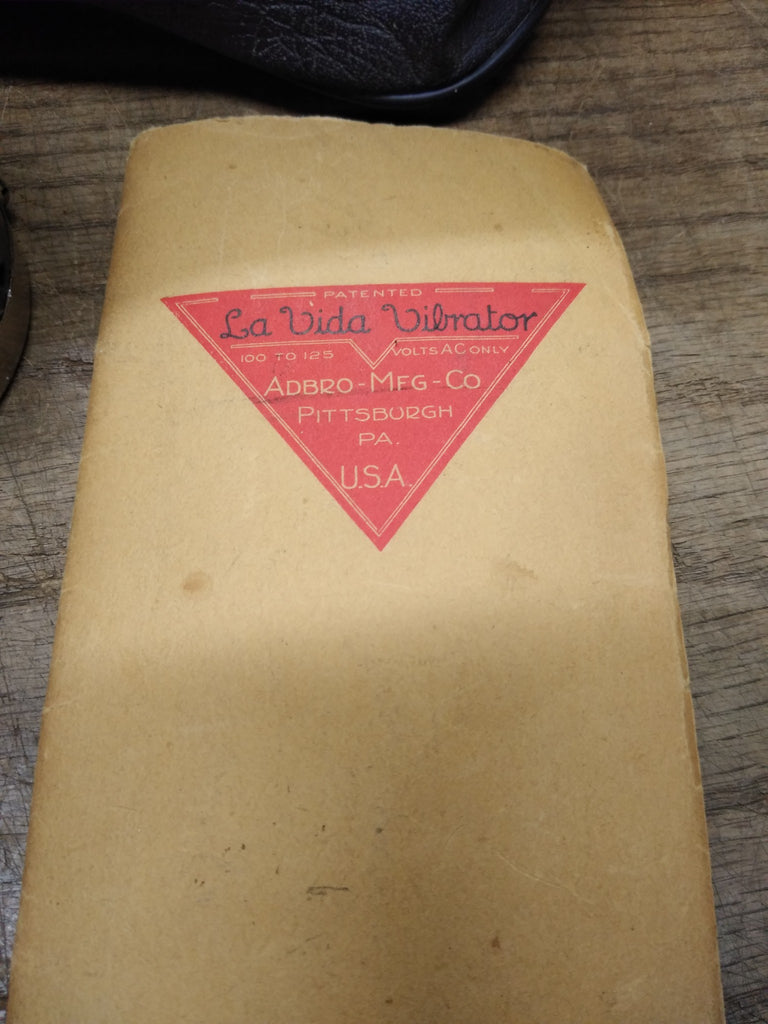 PATENTED
La Vida Vibrator
100 TO 125 VOLTS AC ONLY
ADBRO-MFG-CO
PITTSBURGH
PA.
U.S.A.